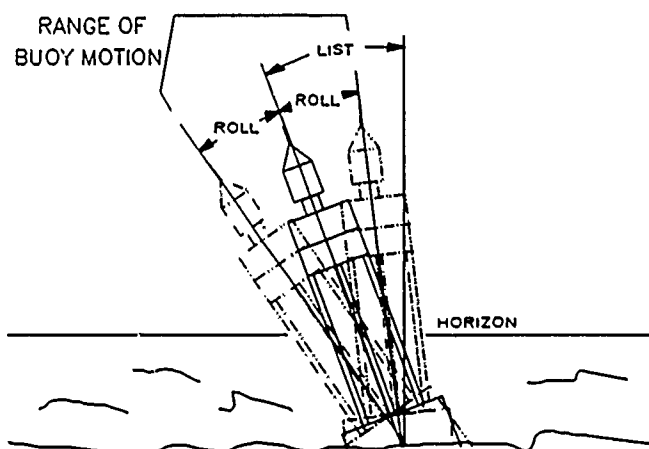 RANGE OF
BUOY MOTION
LIST
ROLL
ROLL
HORIZON